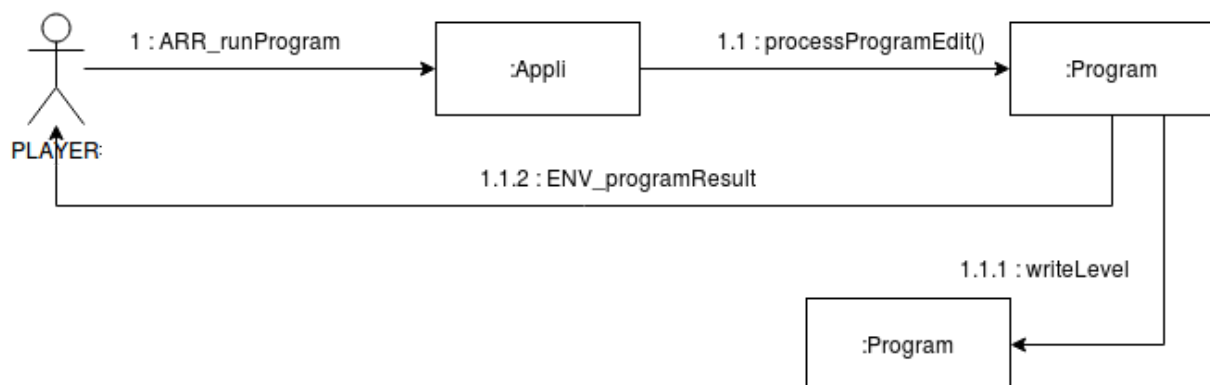 1 : ARR_runProgram
1.1 : processProgramEdit()
:Appli
:Program
PLAYER:
1.1.2 : ENV_programResult
1.1.1 : writeLevel
:Program